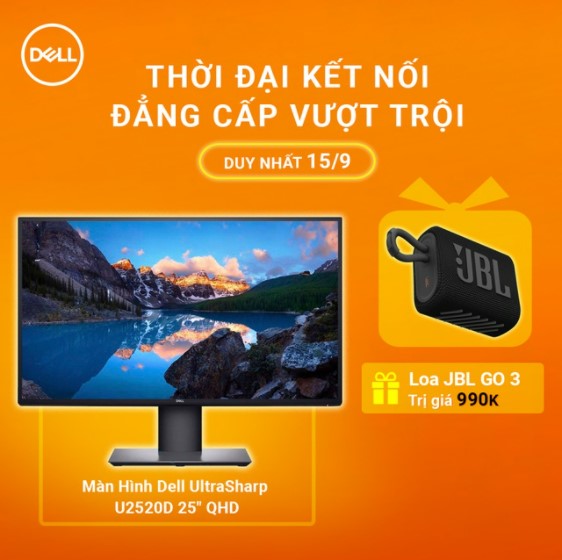 DELL
THỜI ĐẠI KẾT NỐI
ĐẲNG CẤP VƯỢT TRỘI
DUY NHẤT 15/9
JBL
DELL
Loa JBL GO 3
Trị giá 990K
Màn Hình Dell UltraSharp
U2520D 25" QHD